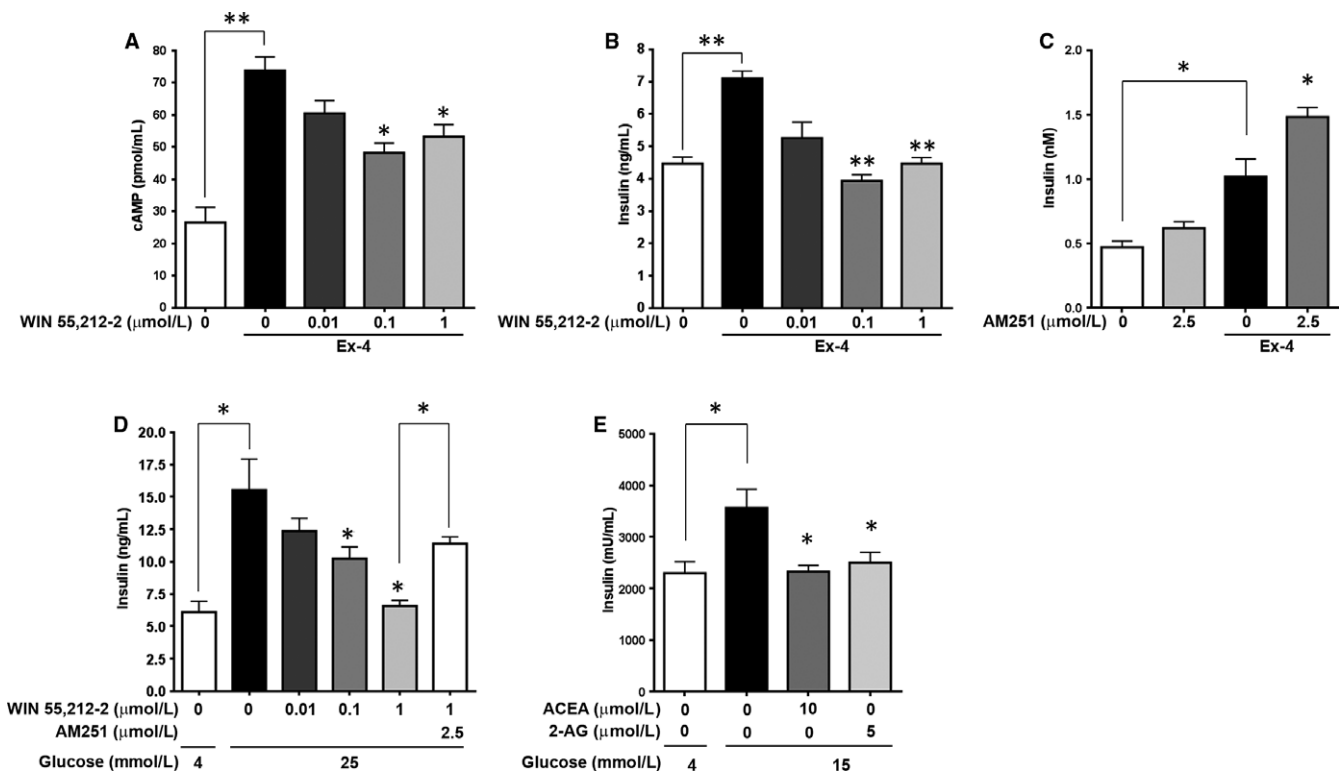 A
**
80
70
60
50
40
30
20
10
0
cAMP (pmol/mL)
* *
WIN 55,212-2 (μmol/L) 0 0 0.01 0.1 1
Ex-4
B
**
8
7
6
5
4
3
2
1
0
Insulin (ng/mL)
** **
WIN 55,212-2 (μmol/L) 0 0 0.01 0.1 1
Ex-4
C
2.0
1.5
1.0
0.5
0.0
Insulin (nM)
* *
AM251 (μmol/L) 0 2.5 0 2.5
Ex-4
D
* *
20.0
17.5
15.0
12.5
10.0
7.5
5.0
2.5
0.0
Insulin (ng/mL)
* *
WIN 55,212-2 (μmol/L) 0 0 0.01 0.1 1 1
AM251 (μmol/L) 2.5
Glucose (mmol/L) 4 25
E
*
5000
4000
3000
2000
1000
0
Insulin (mU/mL)
* *
ACEA (μmol/L) 0 0 10 0
2-AG (μmol/L) 0 0 0 5
Glucose (mmol/L) 4 15